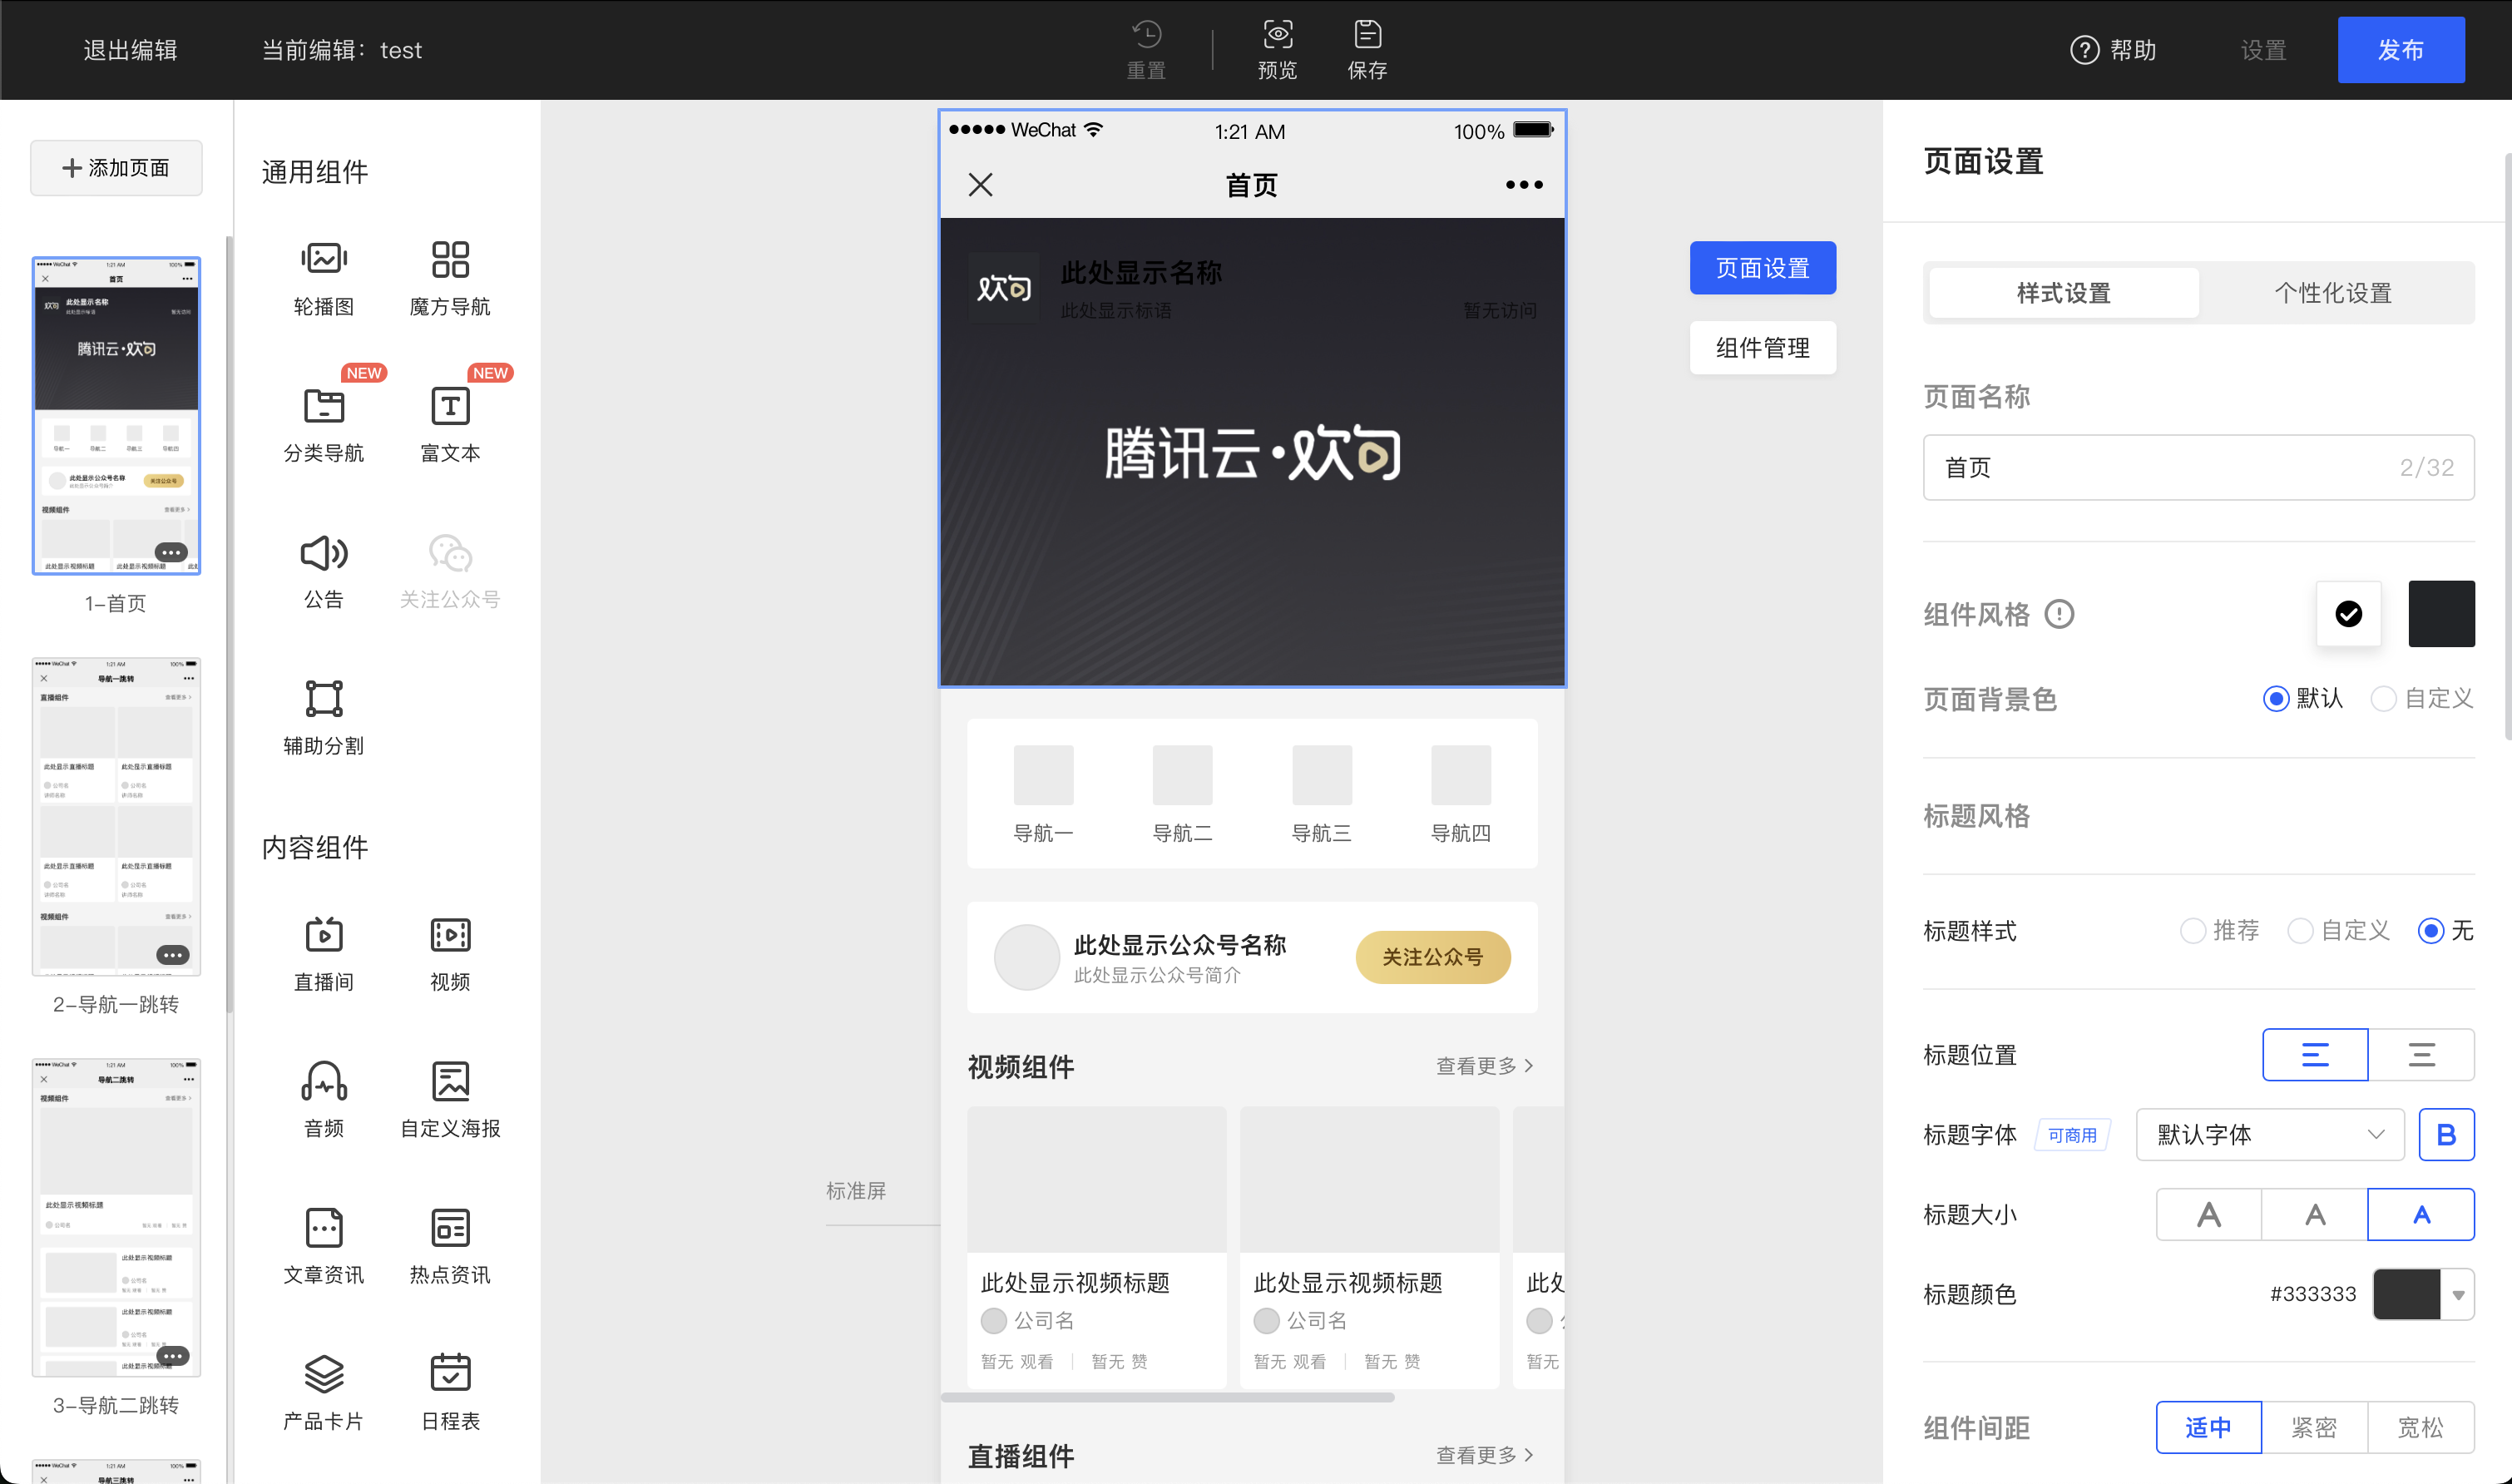 退出编辑
当前编辑：test
重置
预览
保存
帮助
设置
发布
添加页面
1-首页
导航一跳转
2-导航一跳转
导航二跳转
3-导航二跳转
导航三跳转
通用组件
轮播图
魔方导航
NEW
NEW
分类导航
富文本
公告
关注公众号
辅助分割
内容组件
直播间
视频
音频
自定义海报
文章资讯
热点资讯
产品卡片
日程表
标准屏
WeChat
1:21 AM
100%
首页
欢句
此处显示名称
此处显示标语
暂无访问
腾讯云·欢句
导航一
导航二
导航三
导航四
此处显示公众号名称
此处显示公众号简介
关注公众号
视频组件
查看更多
此处显示视频标题
公司名
暂无 观看
暂无 赞
此处显示视频标题
公司名
暂无 观看
暂无 赞
此处
暂无
直播组件
查看更多
页面设置
组件管理
页面设置
样式设置
个性化设置
页面名称
首页
2/32
组件风格
页面背景色
默认
自定义
标题风格
标题样式
推荐
自定义
无
标题位置
标题字体
可商用
默认字体
B
标题大小
A
A
A
标题颜色
#333333
组件间距
适中
紧密
宽松